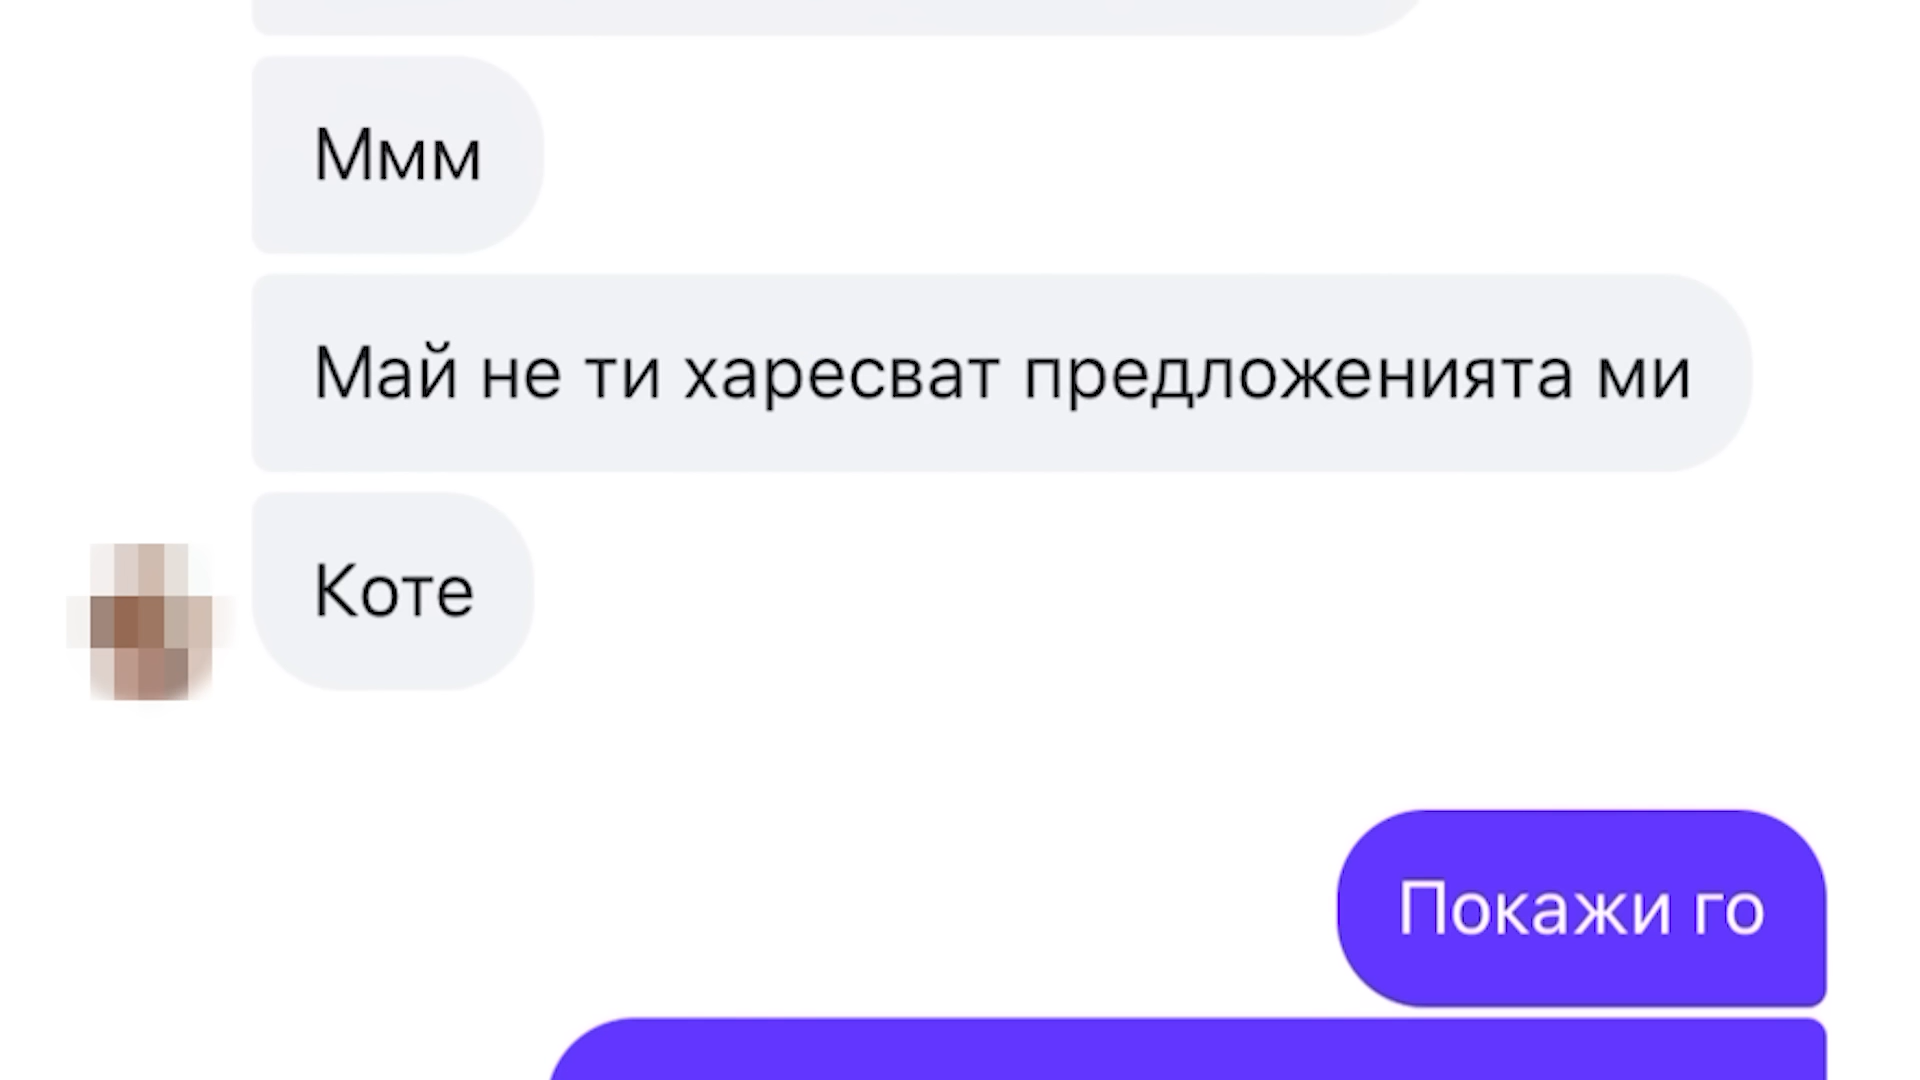 Ммм
Май не ти харесват предложенията ми
Коте
Покажи го